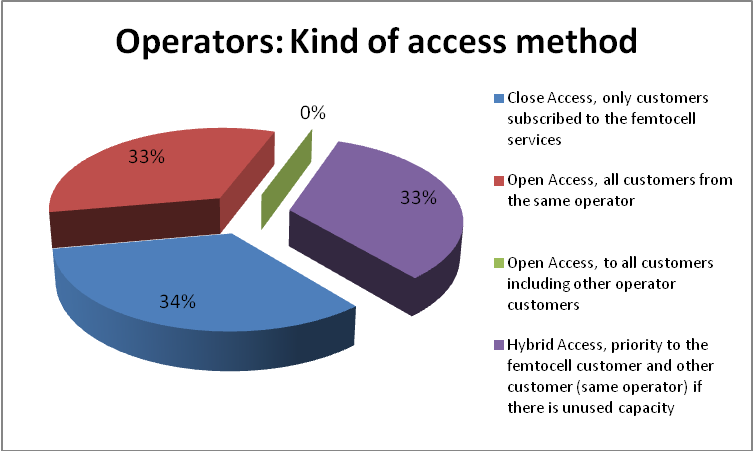 Operators: Kind of access method
0%
33%
33%
34%
Close Access, only customers
subscribed to the femtocell
services
Open Access, all customers from
the same operator
Open Access, to all customers
including other operator
customers
Hybrid Access, priority to the
femtocell customer and other
customer (same operator) if
there is unused capacity